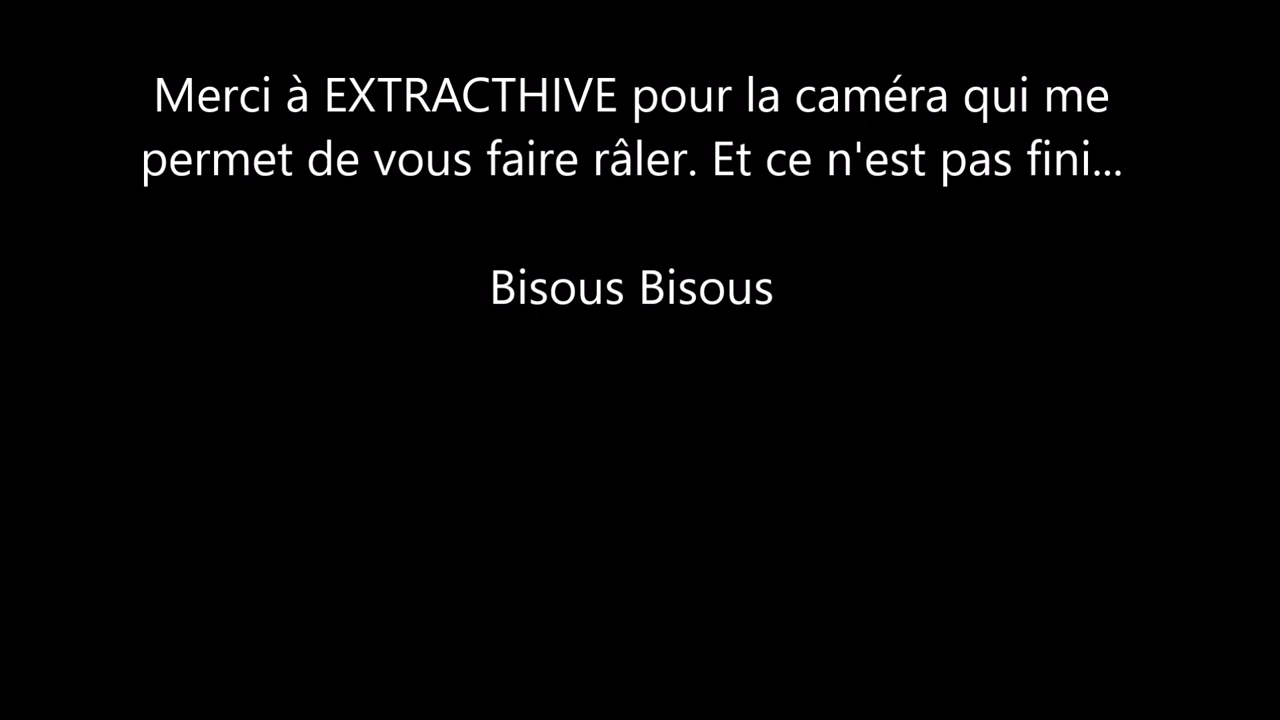 Merci à EXTRACTHIVE pour la caméra qui me
permet de vous faire râler. Et ce n'est pas fini...
Bisous Bisous